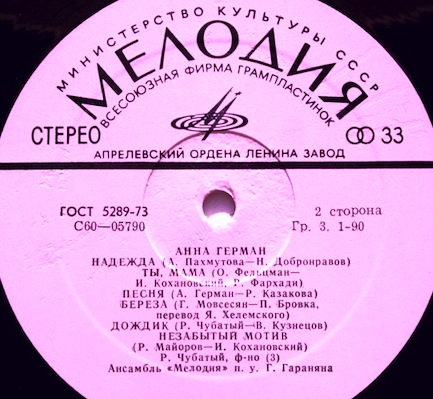 МИНИСТЕРСТВО КУЛЬТУРЫ СССР
МЕЛОДИЯ
ВСЕСОЮЗНАЯ ФИРМА ГРАМПЛАСТИНОК
СТЕРЕО 33
АПРЕЛЕВСКИЙ ОРДЕНА ЛЕНИНА ЗАВОД
ГОСТ 5289-73 2 сторона
С60—05790 Гр. 3. 1-90
АННА ГЕРМАН
НАДЕЖДА (А. Пахмутова—Н. Добронравов)
ТЫ, МАМА (О. Фельцман—
И. Кохановский, Р. Фархади)
ПЕСНЯ (А. Герман—Р. Казакова)
БЕРЕЗА (Г. Мовсесян—П. Бровка,
перевод Я. Хелемского)
ДОЖДИК (Р. Чубатый—В. Кузнецов)
НЕЗАБЫТЫЙ МОТИВ
(Р. Майоров—И. Кохановский)
Р. Чубатый, ф-но (3)
Ансамбль «Мелодия» п. у. Г. Гараняна